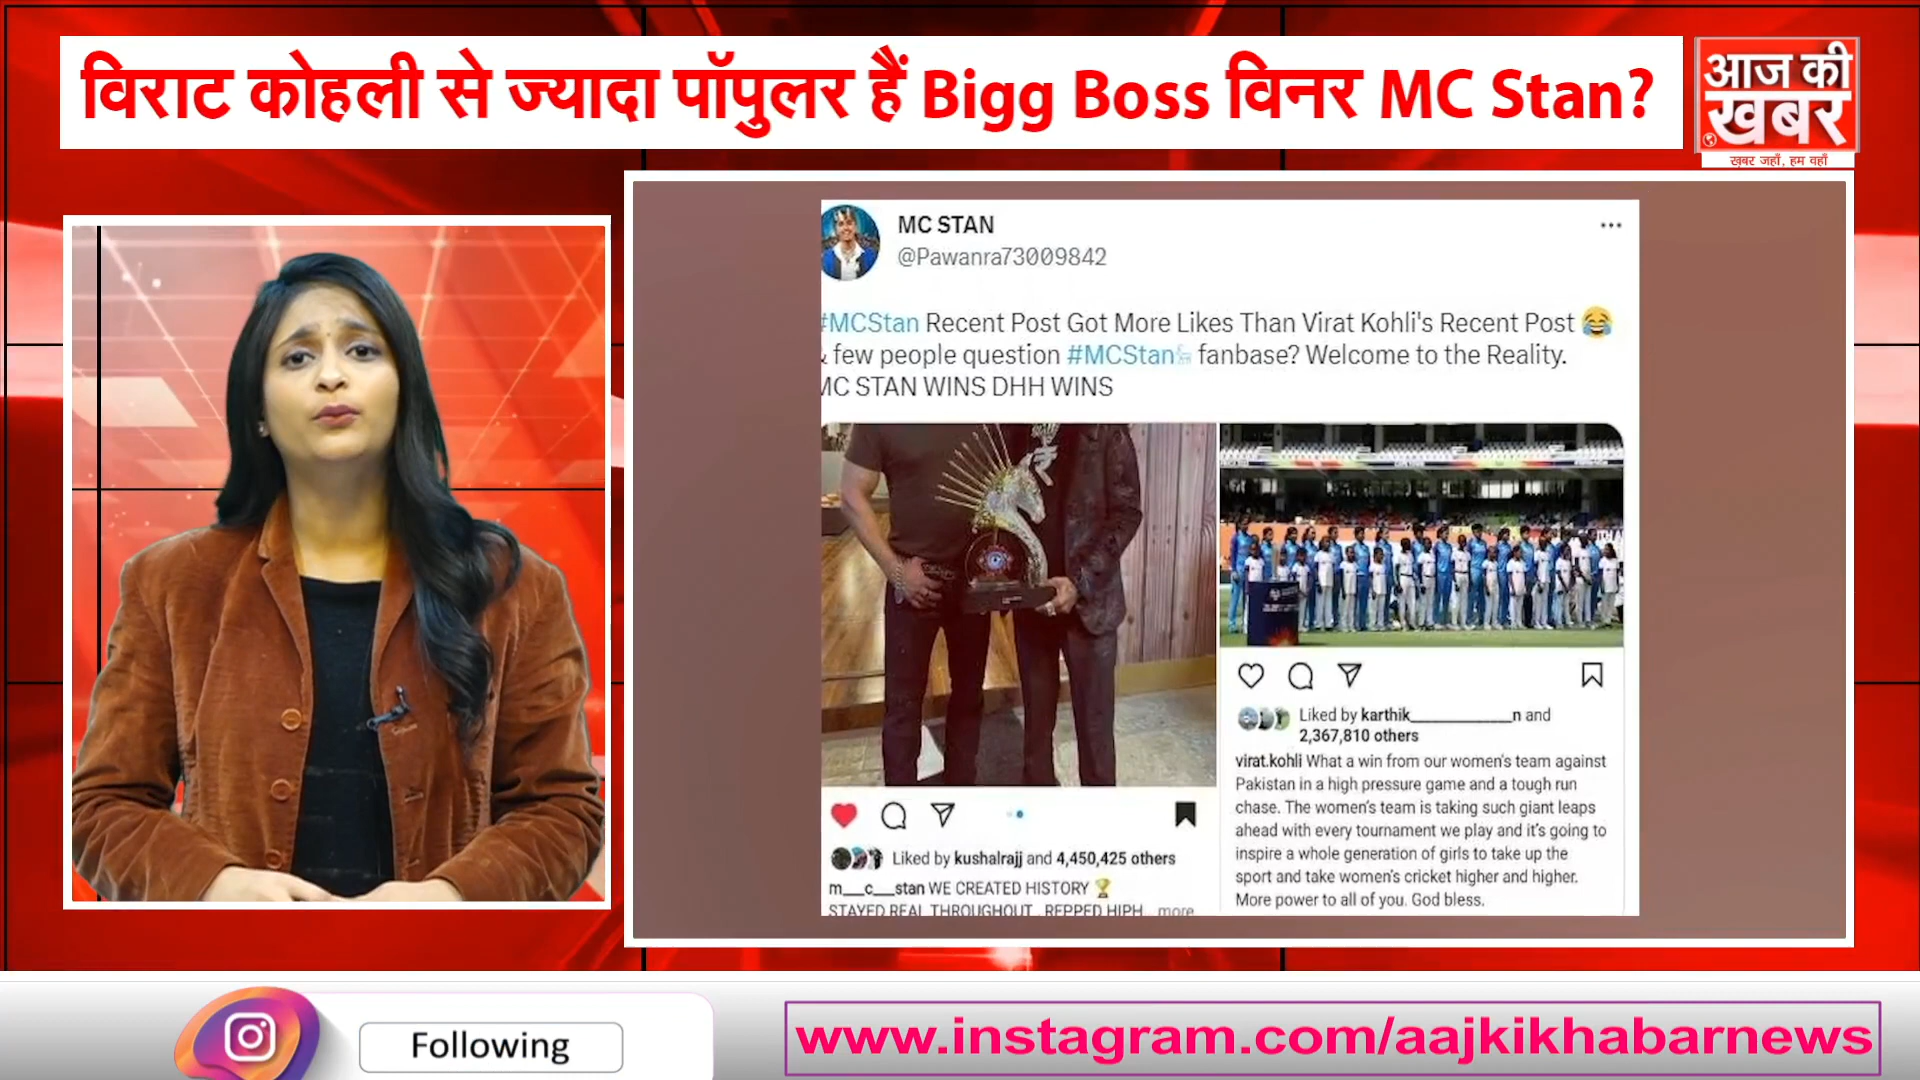 विराट कोहली से ज्यादा पॉपुलर हैं Bigg Boss विनर MC Stan?
आज की
खबर
ख़बर जहाँ, हम वहाँ
MC STAN
@Pawanra73009842
#MCStan Recent Post Got More Likes Than Virat Kohli's Recent Post 😂
& few people question #MCStan fanbase? Welcome to the Reality.
MC STAN WINS DHH WINS
Liked by kushalrajj and 4,450,425 others
m___c___stan WE CREATED HISTORY 🏆
STAYED REAL THROUGHOUT , REPPED HIPH... more
Liked by karthik______________n and
2,367,810 others
virat.kohli What a win from our women's team against
Pakistan in a high pressure game and a tough run
chase. The women's team is taking such giant leaps
ahead with every tournament we play and it's going to
inspire a whole generation of girls to take up the
sport and take women's cricket higher and higher.
More power to all of you. God bless.
Following
www.instagram.com/aajkikhabarnews